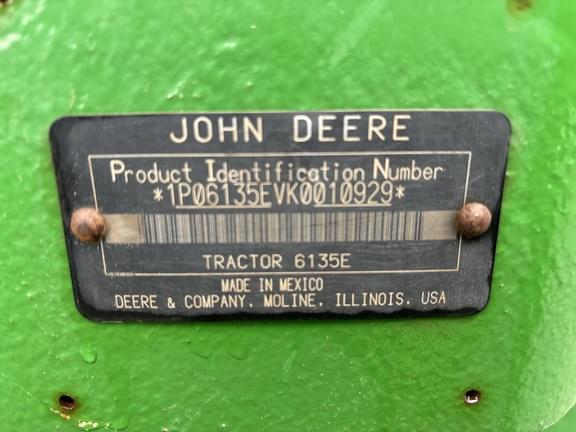 JOHN DEERE
Product Identification Number
*1P06135EVK0010929*
TRACTOR 6135E
MADE IN MEXICO
DEERE & COMPANY. MOLINE. ILLINOIS. USA